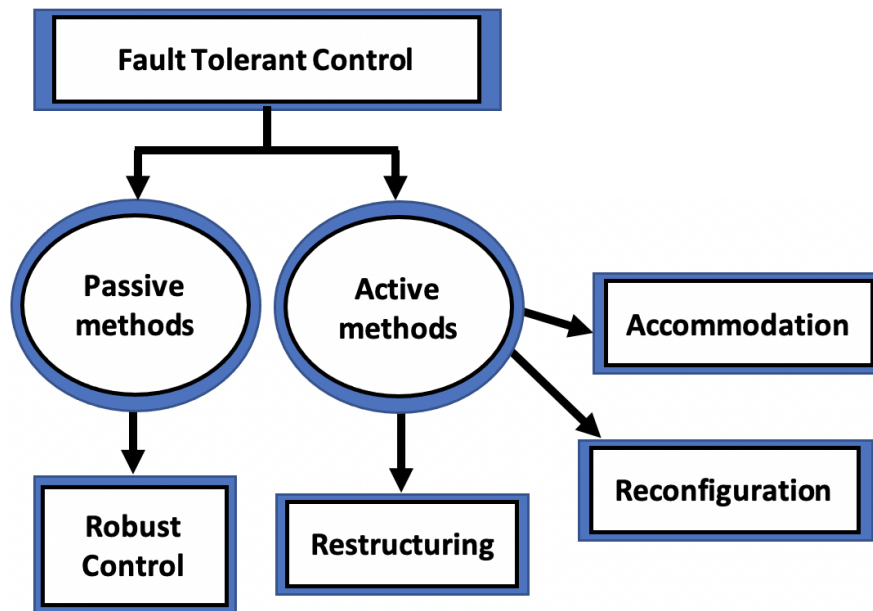 Fault Tolerant Control
Passive
methods
Active
methods
Accommodation
Reconfiguration
Robust
Control
Restructuring